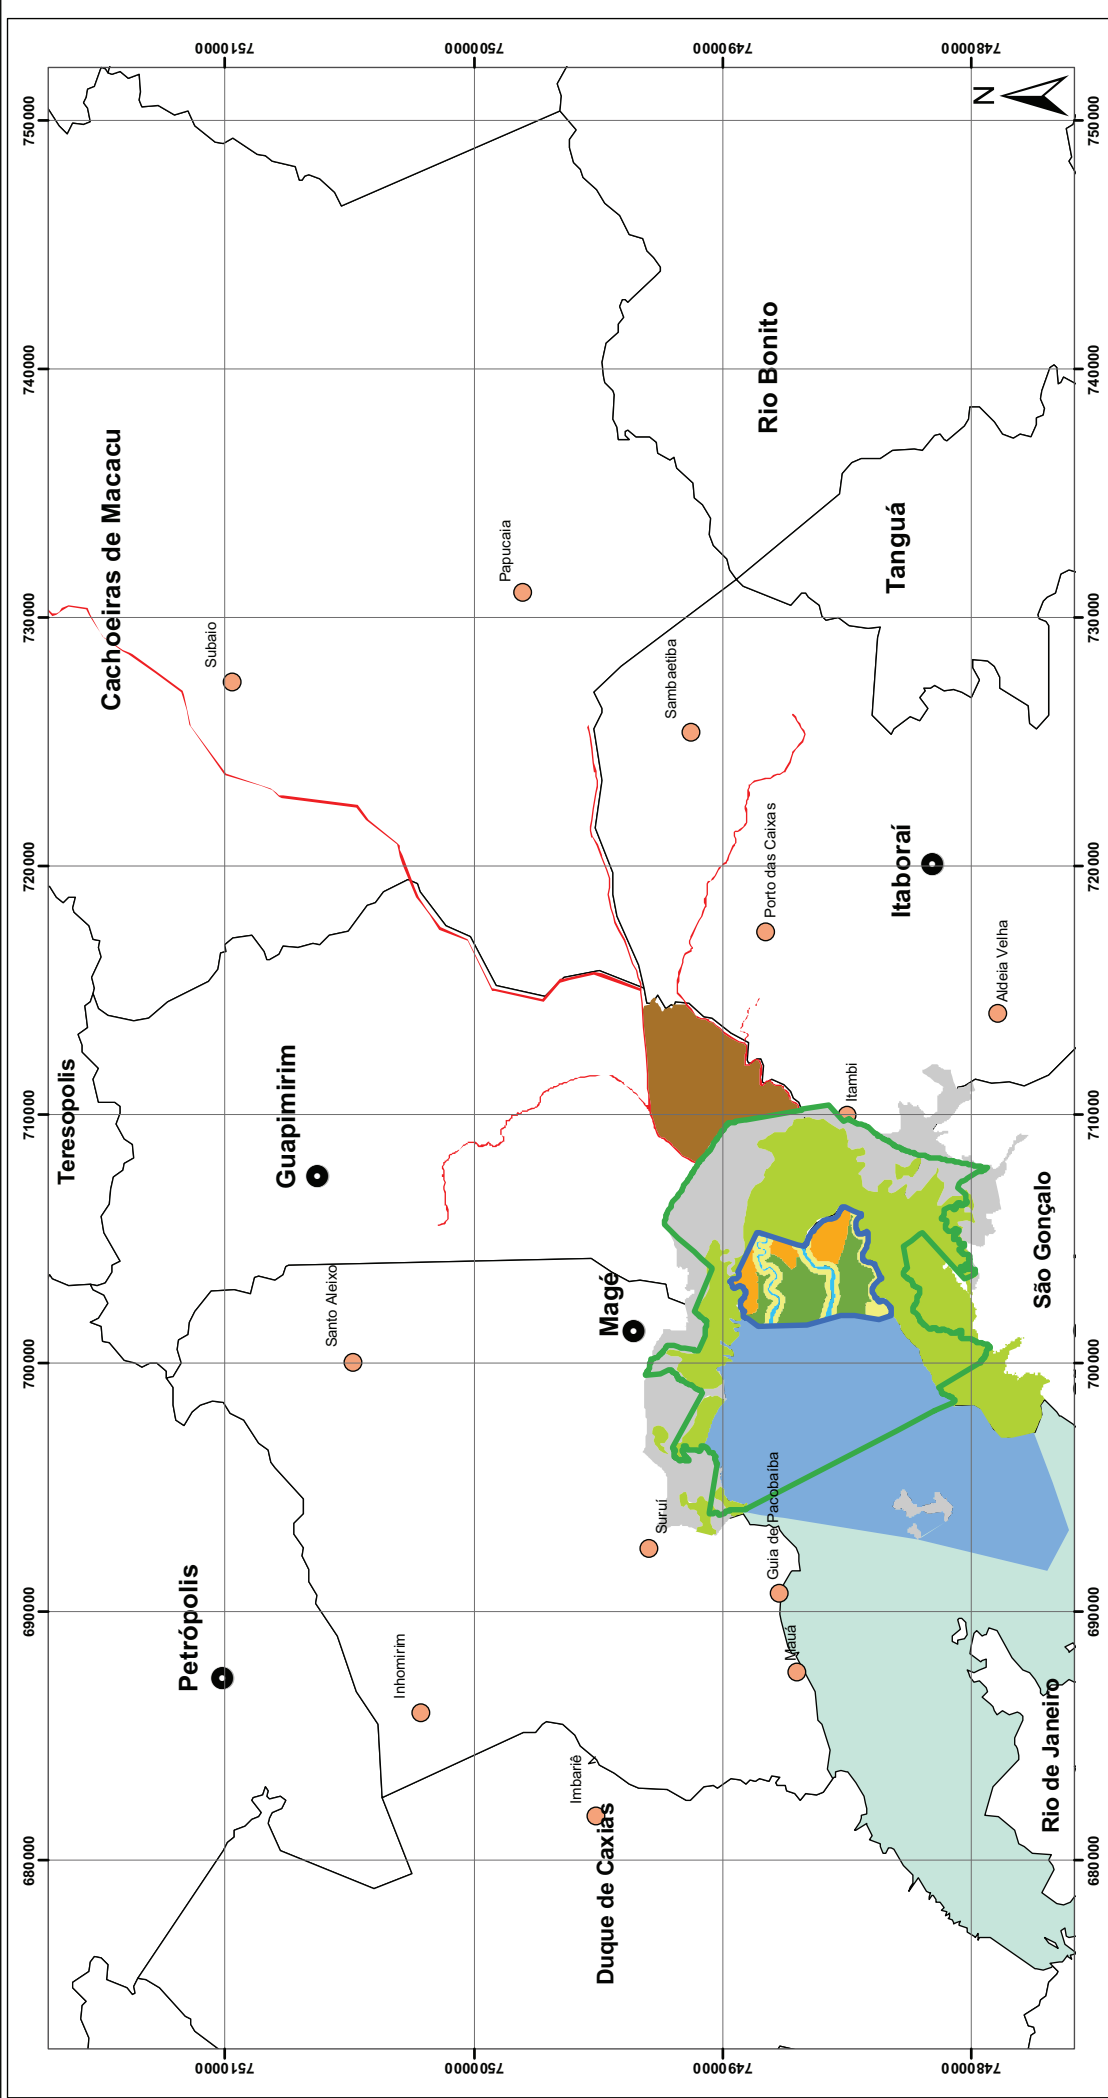 680000
690000
700000
710000
720000
730000
740000
750000
7510000
7510000
Teresopolis
Cachoeiras de Macacu
Petrópolis
Guapimirim
Subaio
Santo Aleixo
Inhomirim
7500000
7500000
Papucaia
Imbariê
Duque de Caxias
Magé
Suruí
Sambaetiba
7490000
7490000
Guia de Pacobaíba
Mauá
Porto das Caixas
Rio Bonito
Itambi
Itaboraí
Tanguá
7480000
7480000
Aldeia Velha
Rio de Janeiro
São Gonçalo
N
680000
690000
700000
710000
720000
730000
740000
750000